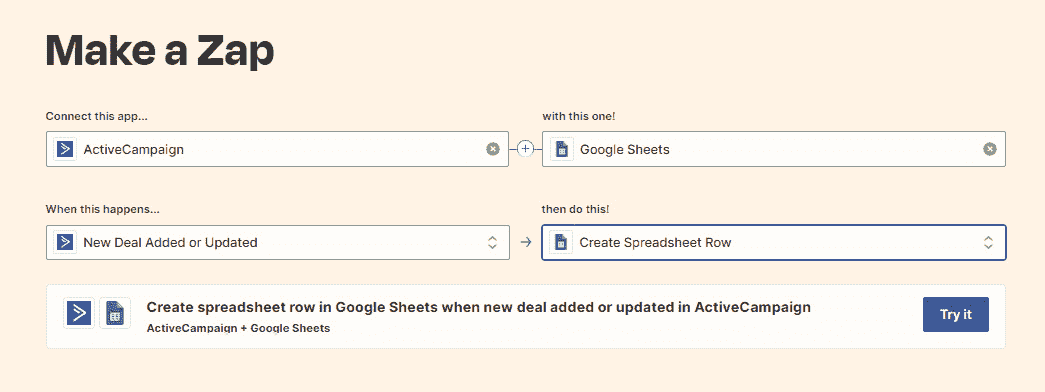 Make a Zap
Connect this app...
with this one!
ActiveCampaign
Google Sheets
When this happens...
then do this!
New Deal Added or Updated
Create Spreadsheet Row
Create spreadsheet row in Google Sheets when new deal added or updated in ActiveCampaign
ActiveCampaign + Google Sheets
Try it